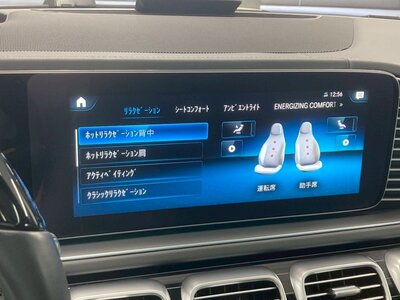 12:56
リラクゼーション シートコンフォート アンビエントライト ENERGIZING COMFORT »
ホットリラクゼーション背中
ホットリラクゼーション肩
アクティベイティング
クラシックリラクゼーション
運転席 助手席